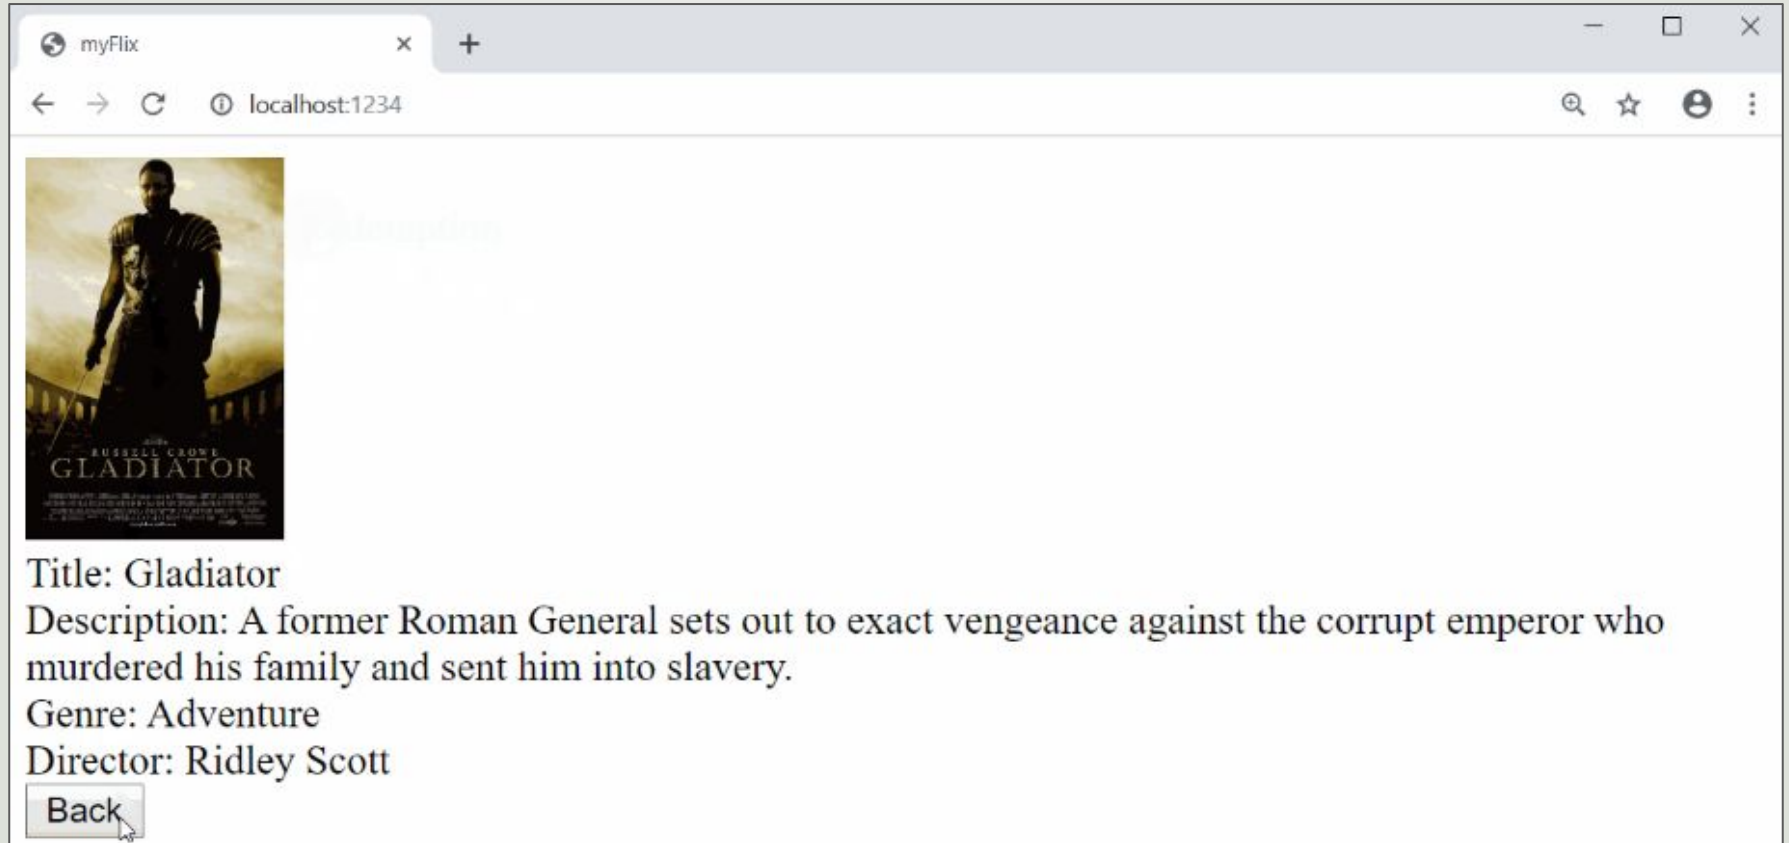 myFlix
localhost:1234
RUSSELL CROWE
GLADIATOR
Title: Gladiator
Description: A former Roman General sets out to exact vengeance against the corrupt emperor who
murdered his family and sent him into slavery.
Genre: Adventure
Director: Ridley Scott
Back